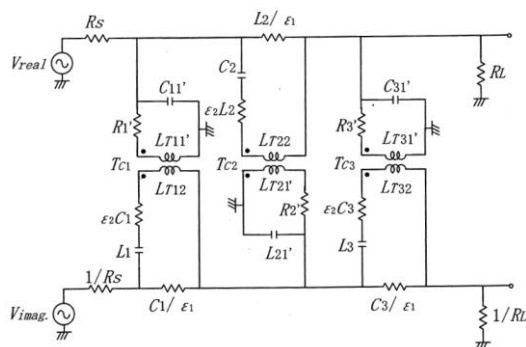 Rs
L2/ ε1
Vreal
C2
C11'
C31'
RL
ε2L2
R1'
R3'
LT11'
LT22
LT31'
TC1
TC2
TC3
LT12
LT21'
LT32
ε2C1
R2'
ε2C3
L1
L21'
L3
1/Rs
C1/ ε1
C3/ ε1
Vimag.
1/RL